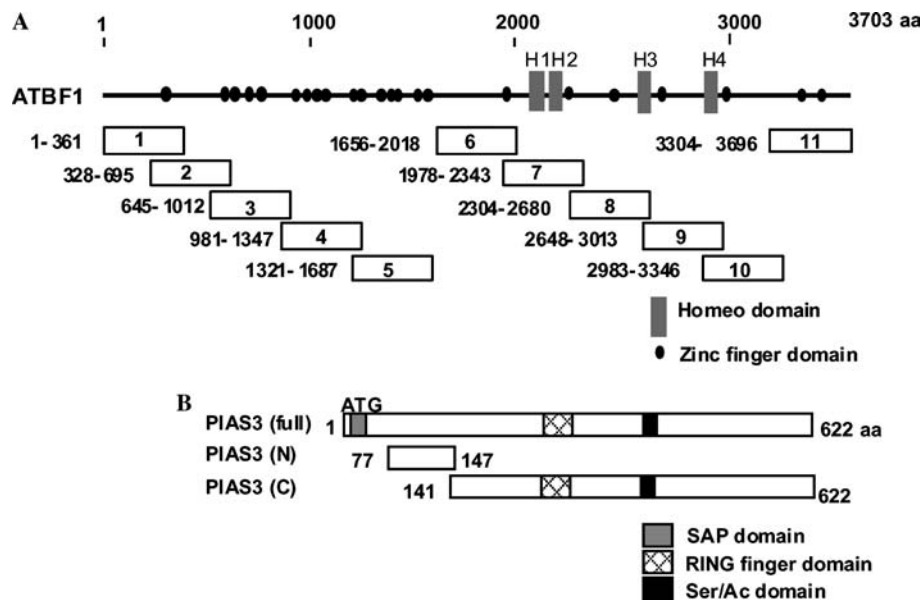 A
1 1000 2000 3000 3703 aa
H1 H2 H3 H4
ATBF1
1-361 1 1656-2018 6 3304- 3696 11
328-695 2 1978-2343 7
645-1012 3 2304-2680 8
981-1347 4 2648-3013 9
1321-1687 5 2983-3346 10
Homeo domain
Zinc finger domain
B
ATG
PIAS3 (full) 1 622 aa
PIAS3 (N) 77 147
PIAS3 (C) 141 622
SAP domain
RING finger domain
Ser/Ac domain